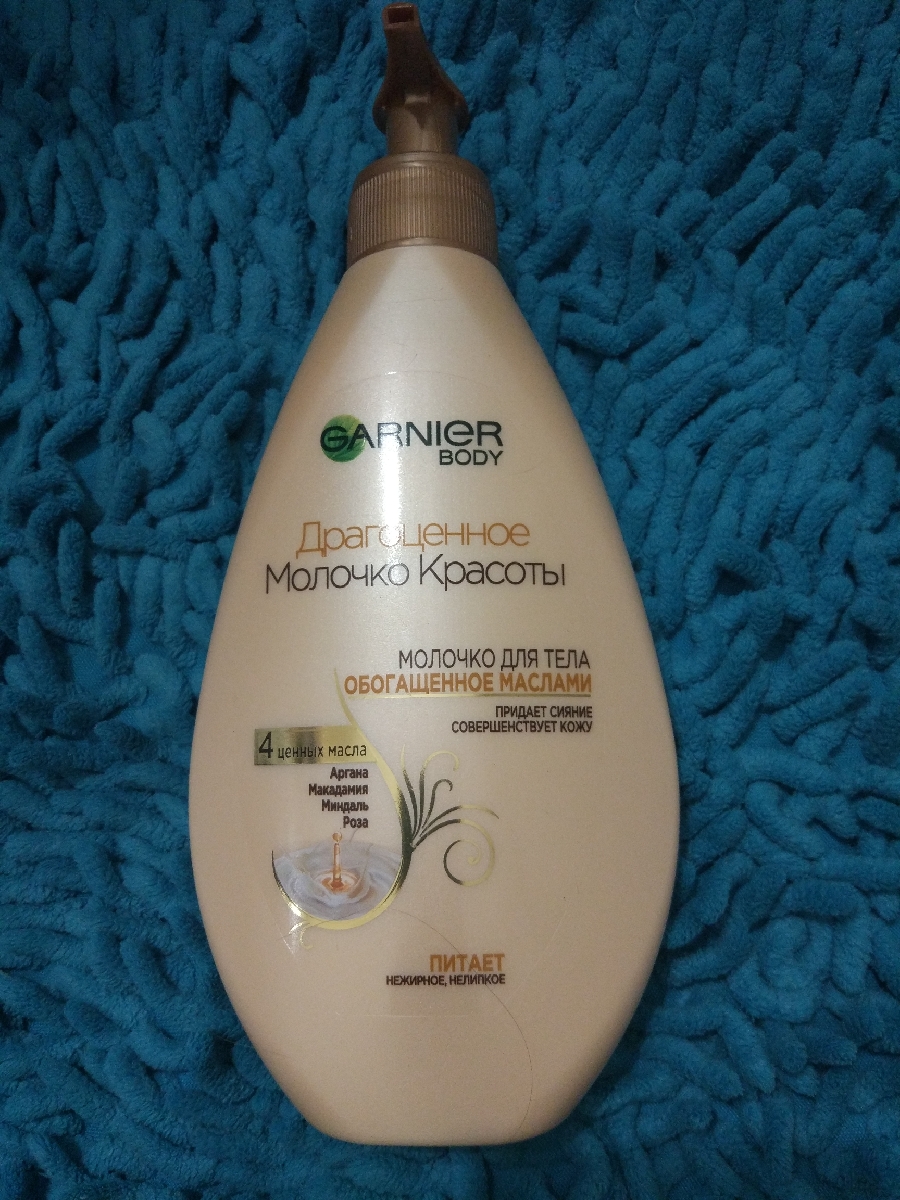 GARNIER
BODY
Драгоценное
Молочко Красоты
МОЛОЧКО ДЛЯ ТЕЛА
ОБОГАЩЕННОЕ МАСЛАМИ
ПРИДАЕТ СИЯНИЕ
СОВЕРШЕНСТВУЕТ КОЖУ
4 ценных масла
Аргана
Макадамия
Миндаль
Роза
ПИТАЕТ
НЕЖИРНОЕ, НЕЛИПКОЕ